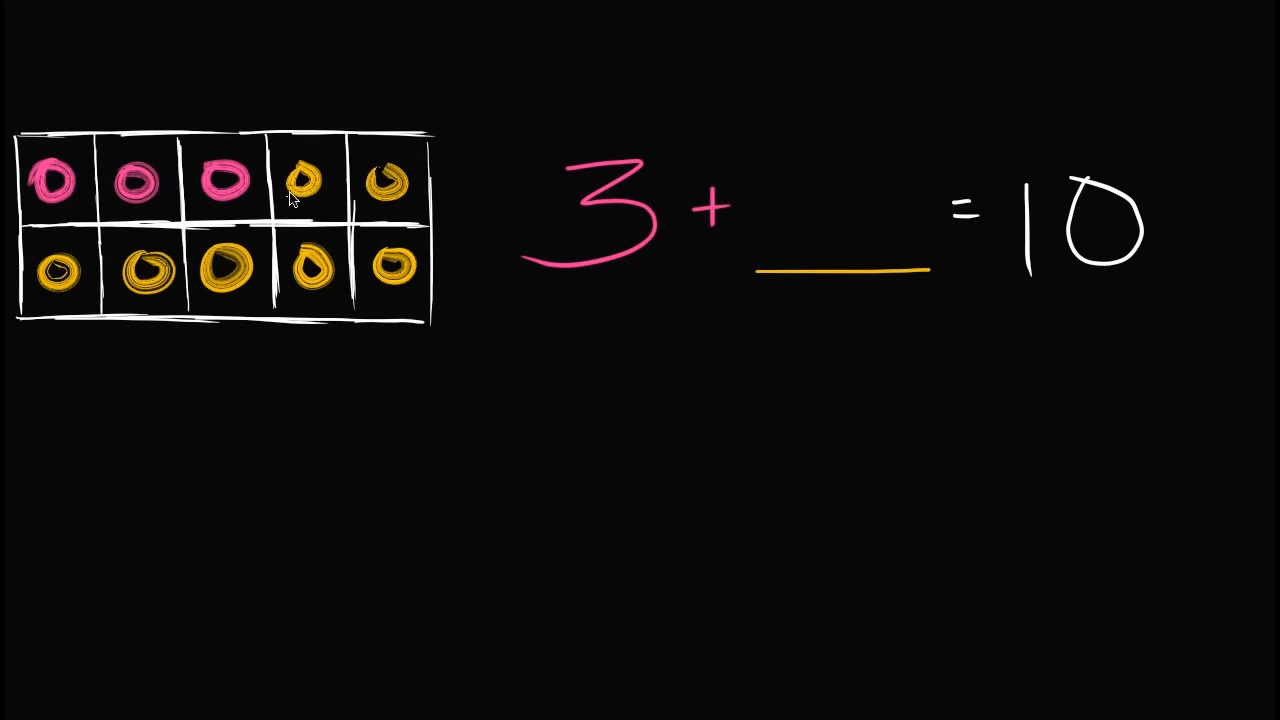 3 + ____ = 10